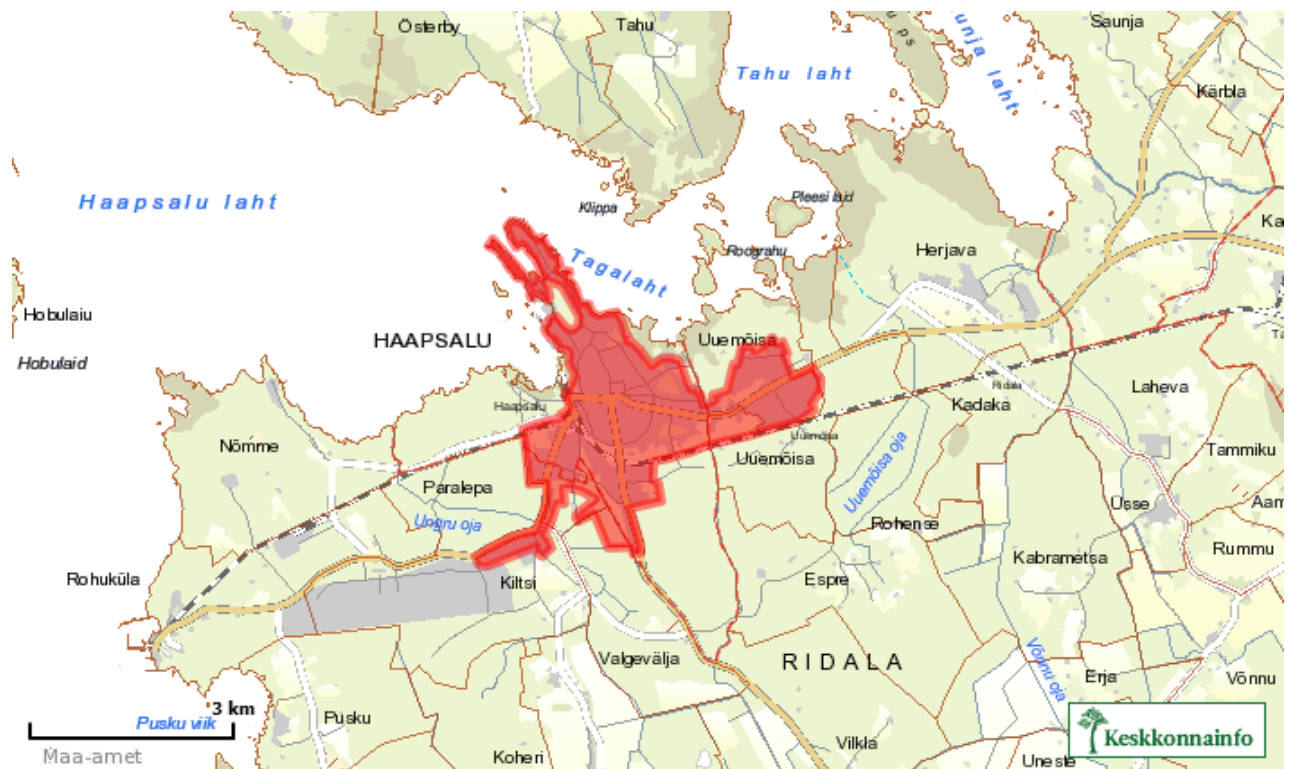 Österby
Tahu
Saunja
Tahu laht
unja laht
Kärbla
Haapsalu laht
Klippa
Pleesi laid
Ka
Tagalaht
Roograhu
Herjava
Hobulaiu
HAAPSALU
Uuemõisa
Hobulaid
Ridala
Laheva
Haapsalu
Kadaka
Nõmme
Uuemõisa
Uuemõisa
Tammiku
Paralepa
Uuemõisa oja
Ungru oja
Üsse
Aam
Rohense
Rummu
Kabrametsa
Rohuküla
Kiltsi
Espre
Valgevälja
RIDALA
Võnnu oja
Erja
Võnnu
3 km
Pusku viik
Pusku
Keskkonnainfo
Maa-amet
Koheri
Vilkla
Uneste